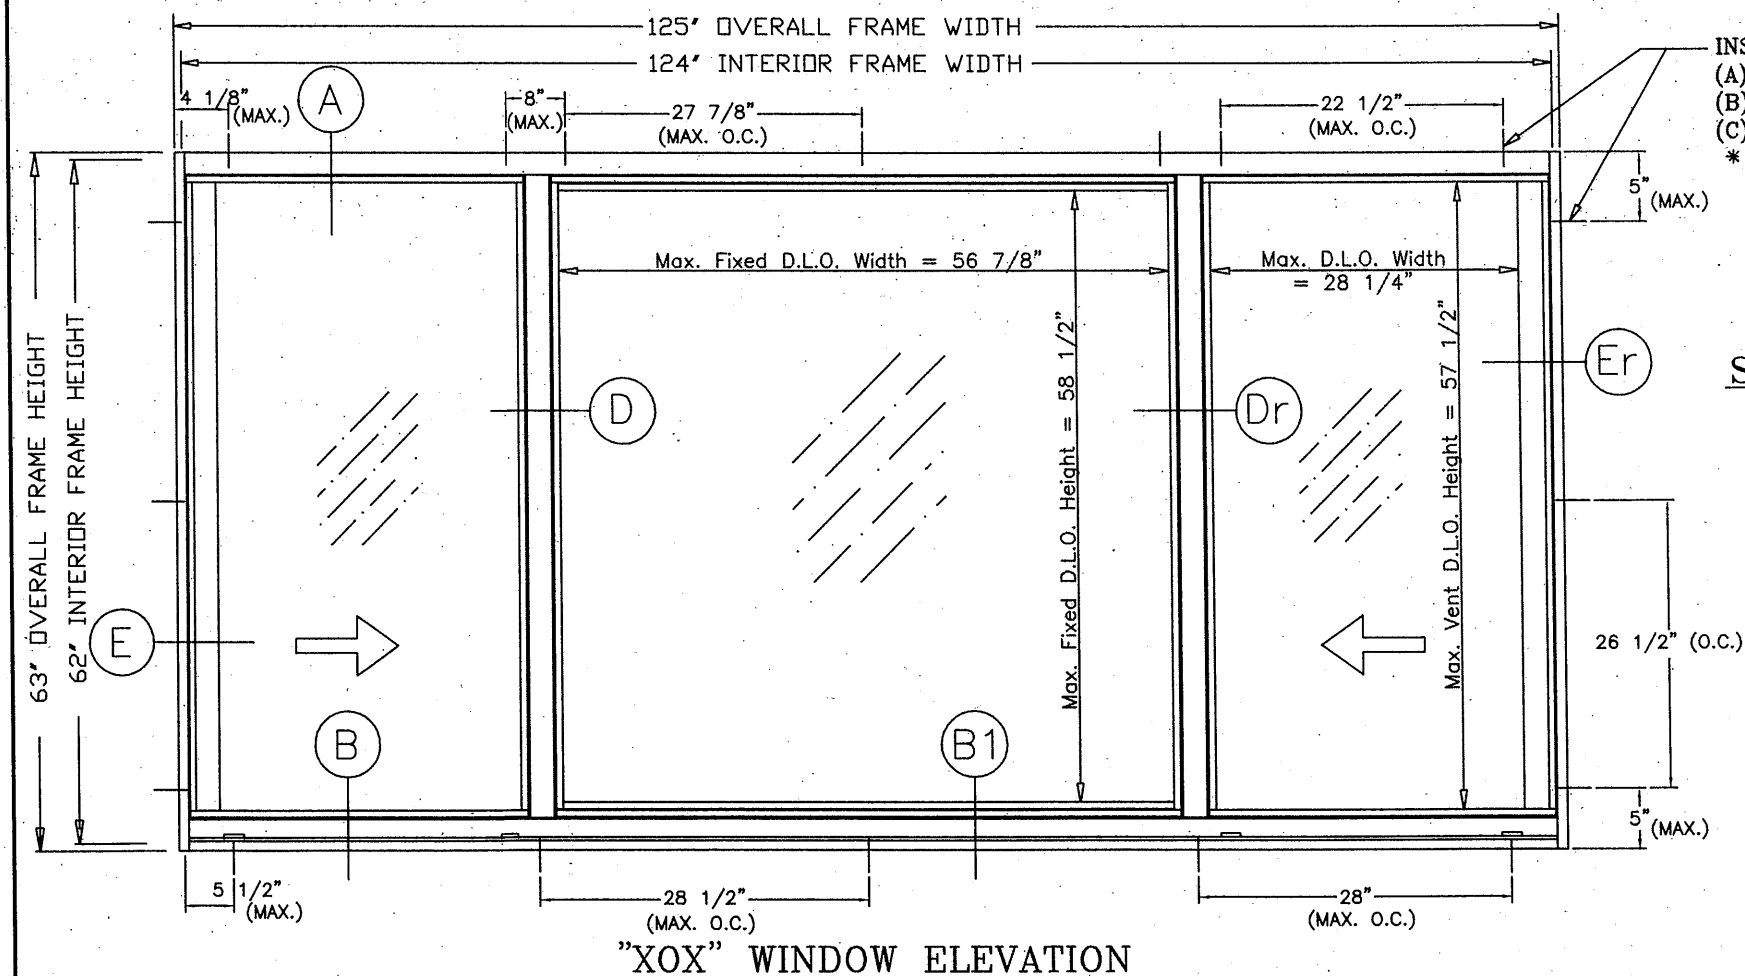 125" OVERALL FRAME WIDTH
124" INTERIOR FRAME WIDTH
4 1/8"
(MAX.)
A
8"
(MAX.)
27 7/8"
(MAX. O.C.)
22 1/2"
(MAX. O.C.)
(A)
(B)
(C)
*
5"
(MAX.)
Max. Fixed D.L.O. Width = 56 7/8"
Max. D.L.O. Width
= 28 1/4"
63" OVERALL FRAME HEIGHT
62" INTERIOR FRAME HEIGHT
Max. Fixed D.L.O. Height = 58 1/2"
Max. Vent D.L.O. Height = 57 1/2"
D
Dr
Er
E
B
B1
26 1/2" (O.C.)
5"
(MAX.)
5 1/2"
(MAX.)
28 1/2"
(MAX. O.C.)
28"
(MAX. O.C.)
"XOX" WINDOW ELEVATION